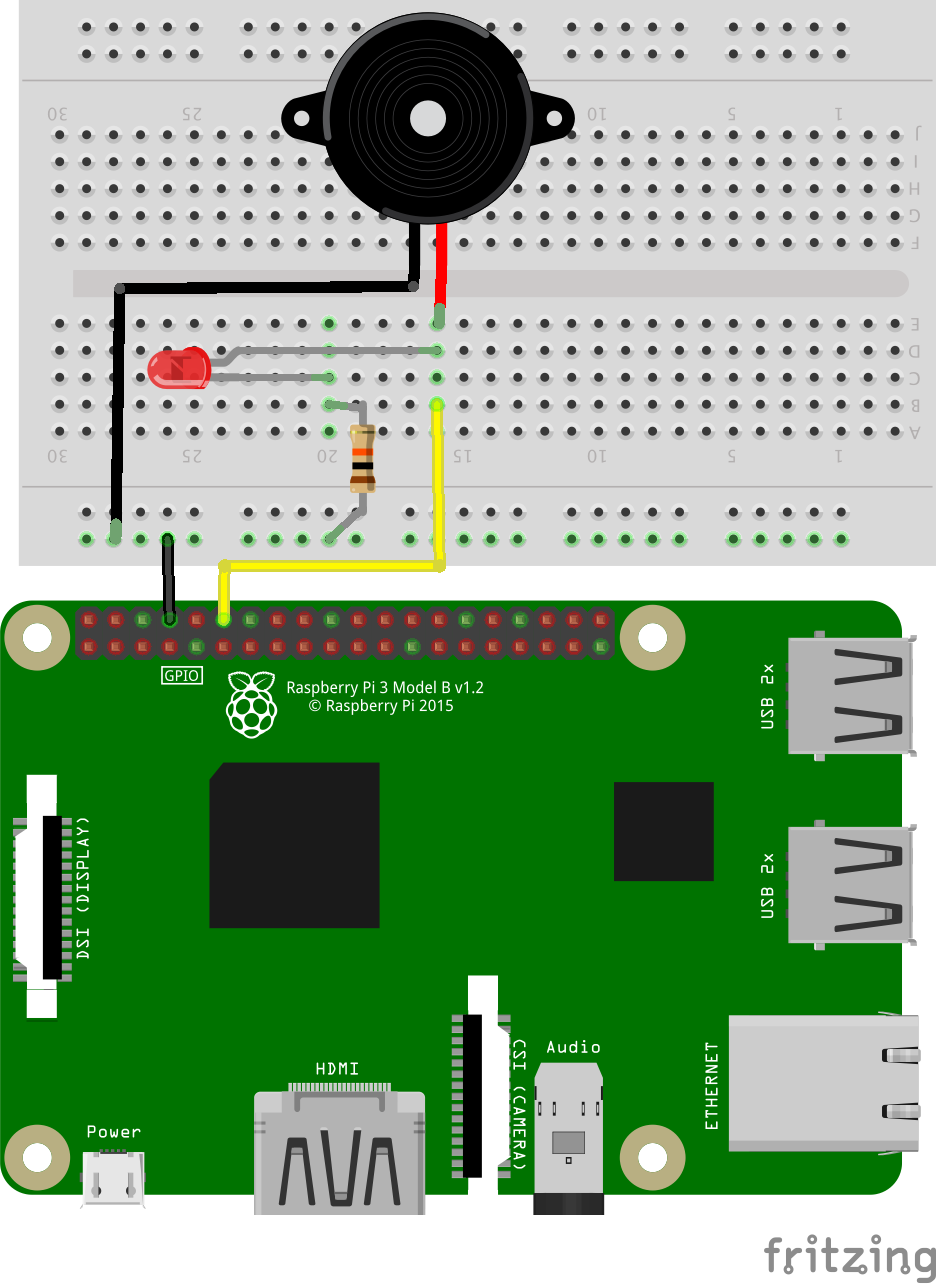 30 25 10 5 1
J
I
H
G
F
E
D
C
B
A
30 25 20 15 10 5 1
GPIO
Raspberry Pi 3 Model B v1.2
© Raspberry Pi 2015
USB 2x
DSI (DISPLAY)
USB 2x
CSI (CAMERA)
Audio
ETHERNET
HDMI
Power
fritzing